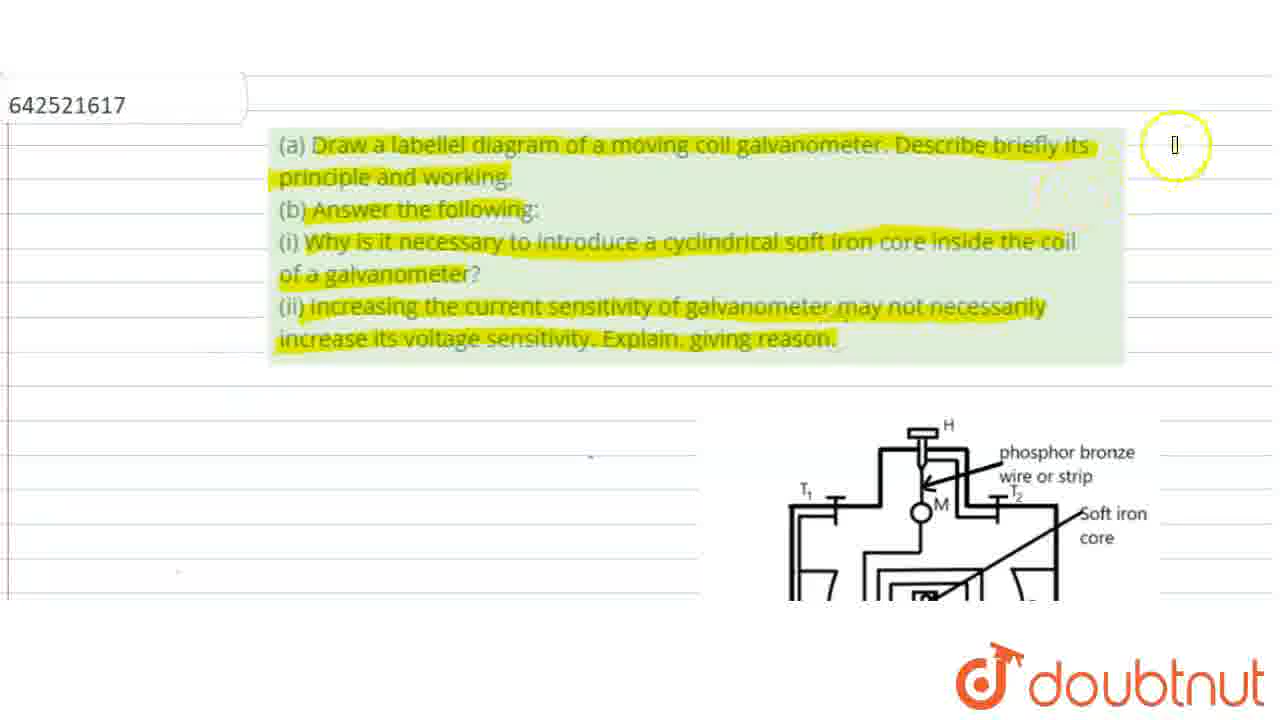 642521617
(a) Draw a labellel diagram of a moving coil galvanometer. Describe briefly its
principle and working.
(b) Answer the following:
(i) Why is it necessary to introduce a cyclindrical soft iron core inside the coil
of a galvanometer?
(ii) Increasing the current sensitivity of galvanometer may not necessarily
increase its voltage sensitivity. Explain, giving reason.
H
phosphor bronze
wire or strip
T1
T2
M
Soft iron
core
doubtnut